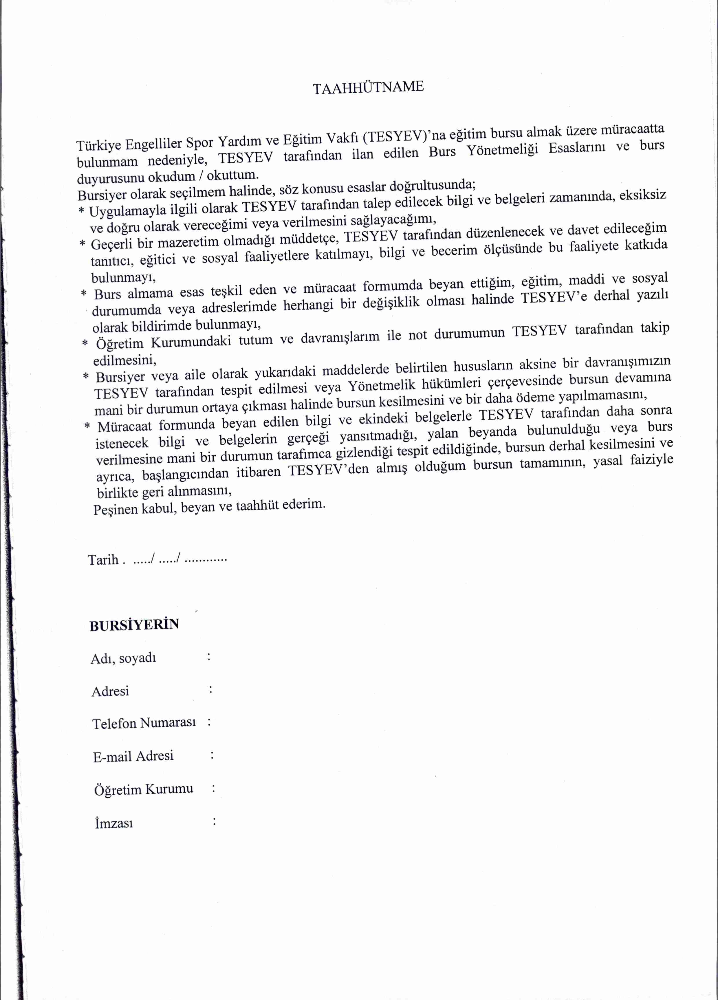 TAAHHÜTNAME
Türkiye Engelliler Spor Yardım ve Eğitim Vakfı (TESYEV)’na eğitim bursu almak üzere müracaatta
bulunmam nedeniyle, TESYEV tarafından ilan edilen Burs Yönetmeliği Esaslarını ve burs
duyurusunu okudum / okuttum.
Bursiyer olarak seçilmem halinde, söz konusu esaslar doğrultusunda;
* Uygulamayla ilgili olarak TESYEV tarafından talep edilecek bilgi ve belgeleri zamanında, eksiksiz
ve doğru olarak vereceğimi veya verilmesini sağlayacağımı,
* Geçerli bir mazeretim olmadığı müddetçe, TESYEV tarafından düzenlenecek ve davet edileceğim
tanıtıcı, eğitici ve sosyal faaliyetlere katılmayı, bilgi ve becerim ölçüsünde bu faaliyete katkıda
bulunmayı,
* Burs almama esas teşkil eden ve müracaat formumda beyan ettiğim, eğitim, maddi ve sosyal
durumumda veya adreslerimde herhangi bir değişiklik olması halinde TESYEV’e derhal yazılı
olarak bildirimde bulunmayı,
* Öğretim Kurumundaki tutum ve davranışlarım ile not durumumun TESYEV tarafından takip
edilmesini,
* Bursiyer veya aile olarak yukarıdaki maddelerde belirtilen hususların aksine bir davranışımızın
TESYEV tarafından tespit edilmesi veya Yönetmelik hükümleri çerçevesinde bursun devamına
mani bir durumun ortaya çıkması halinde bursun kesilmesini ve bir daha ödeme yapılmamasını,
* Müracaat formunda beyan edilen bilgi ve ekindeki belgelerle TESYEV tarafından daha sonra
istenecek bilgi ve belgelerin gerçeği yansıtmadığı, yalan beyanda bulunulduğu veya burs
verilmesine mani bir durumun tarafımca gizlendiği tespit edildiğinde, bursun derhal kesilmesini ve
ayrıca, başlangıcından itibaren TESYEV’den almış olduğum bursun tamamının, yasal faiziyle
birlikte geri alınmasını,
Peşinen kabul, beyan ve taahhüt ederim.
Tarih . ...../ ...../ ............
BURSİYERİN
Adı, soyadı :
Adresi :
Telefon Numarası :
E-mail Adresi :
Öğretim Kurumu :
İmzası :